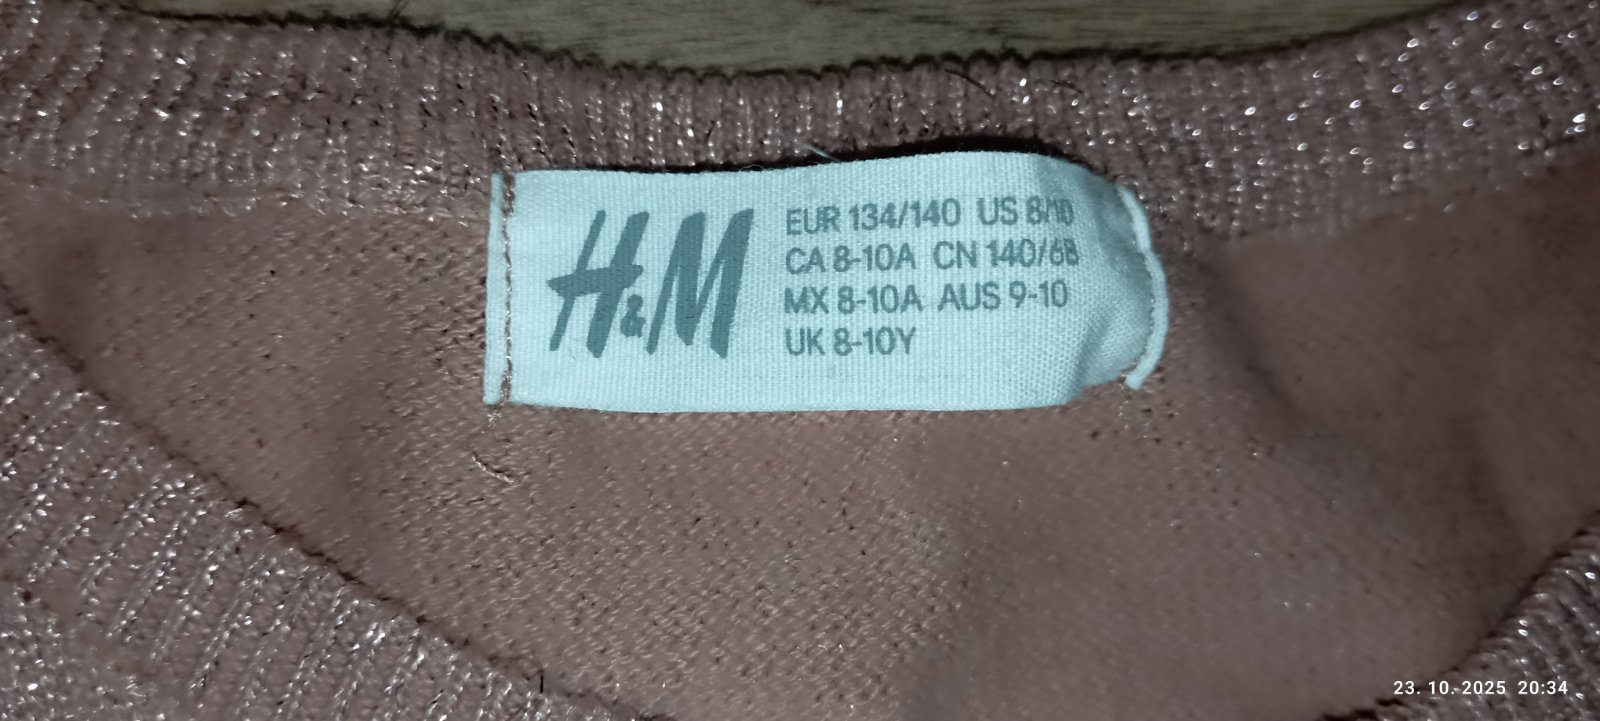 H&M
EUR 134/140 US 8/10
CA 8-10A CN 140/68
MX 8-10A AUS 9-10
UK 8-10Y
23. 10. 2025 20:34